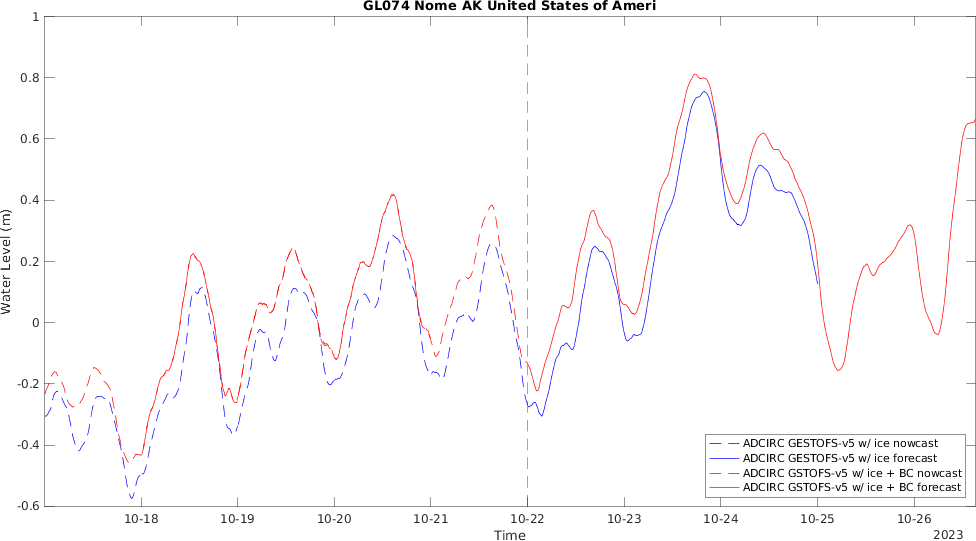 GL074 Nome AK United States of Ameri
1
0.8
0.6
0.4
0.2
0
-0.2
-0.4
-0.6
Water Level (m)
10-18 10-19 10-20 10-21 10-22 10-23 10-24 10-25 10-26
Time
2023
ADCIRC GESTOFS-v5 w/ ice nowcast
ADCIRC GESTOFS-v5 w/ ice forecast
ADCIRC GSTOFS-v5 w/ ice + BC nowcast
ADCIRC GSTOFS-v5 w/ ice + BC forecast